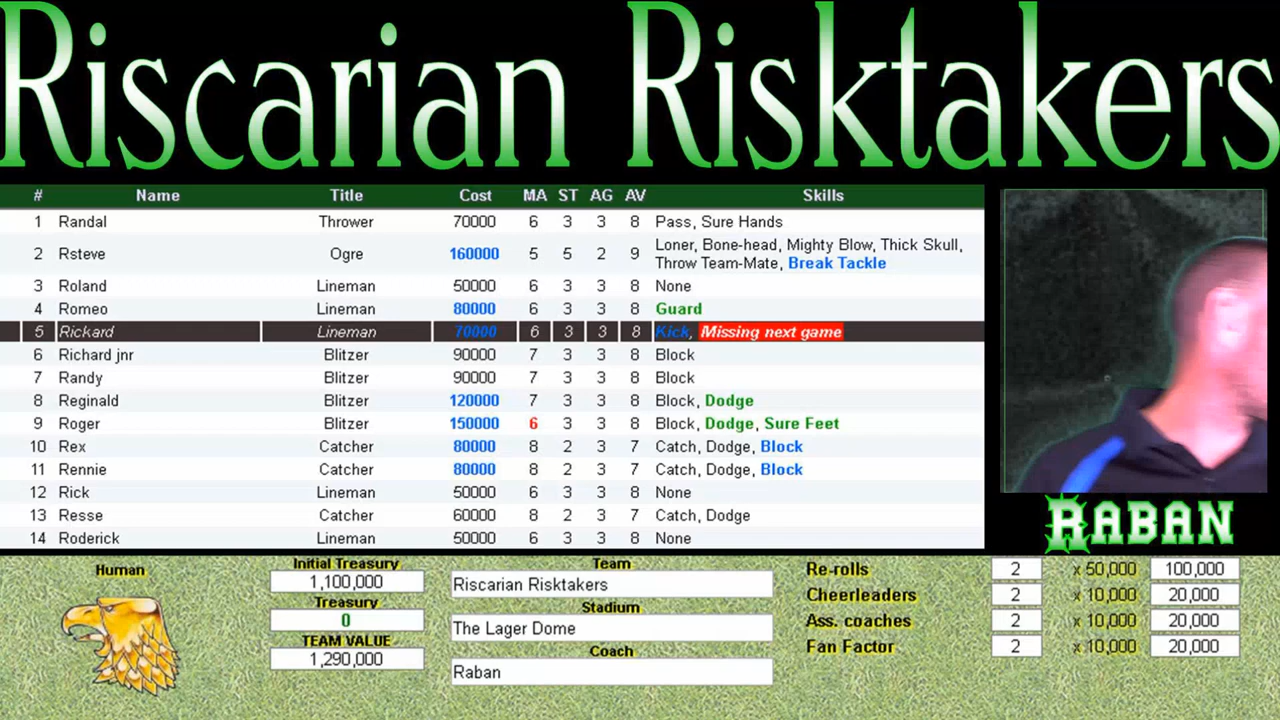 Riscarian Risktakers
# Name Title Cost MA ST AG AV Skills
1 Randal Thrower 70000 6 3 3 8 Pass, Sure Hands
2 Rsteve Ogre 160000 5 5 2 9 Loner, Bone-head, Mighty Blow, Thick Skull,
Throw Team-Mate, Break Tackle
3 Roland Lineman 50000 6 3 3 8 None
4 Romeo Lineman 80000 6 3 3 8 Guard
5 Rickard Lineman 70000 6 3 3 8 Kick, Missing next game
6 Richard jnr Blitzer 90000 7 3 3 8 Block
7 Randy Blitzer 90000 7 3 3 8 Block
8 Reginald Blitzer 120000 7 3 3 8 Block, Dodge
9 Roger Blitzer 150000 6 3 3 8 Block, Dodge, Sure Feet
10 Rex Catcher 80000 8 2 3 7 Catch, Dodge, Block
11 Rennie Catcher 80000 8 2 3 7 Catch, Dodge, Block
12 Rick Lineman 50000 6 3 3 8 None
13 Resse Catcher 60000 8 2 3 7 Catch, Dodge
14 Roderick Lineman 50000 6 3 3 8 None
Raban
Human
Initial Treasury
1,100,000
Treasury
0
TEAM VALUE
1,290,000
Team
Riscarian Risktakers
Stadium
The Lager Dome
Coach
Raban
Re-rolls 2 x 50,000 100,000
Cheerleaders 2 x 10,000 20,000
Ass. coaches 2 x 10,000 20,000
Fan Factor 2 x 10,000 20,000